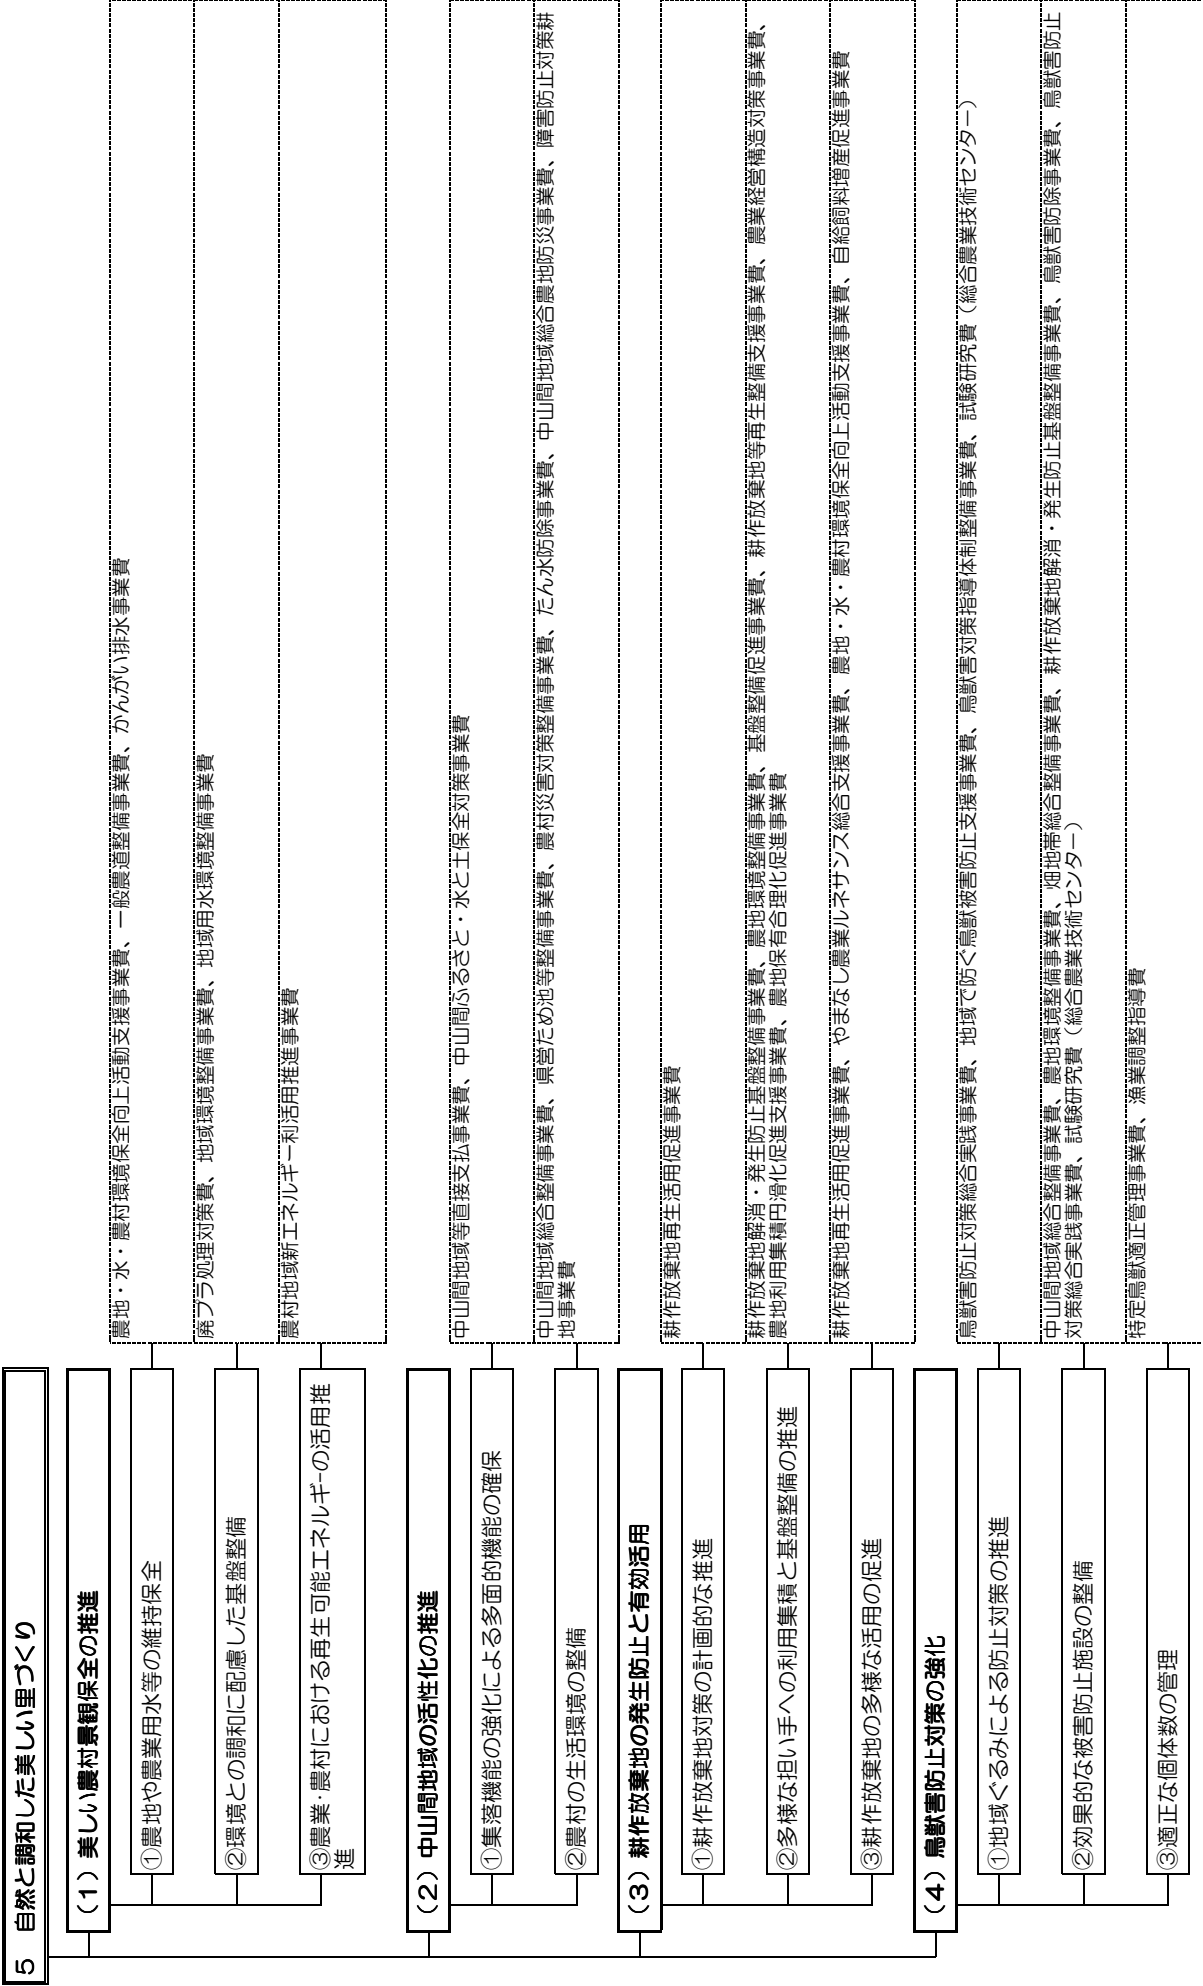 5　自然と調和した美しい里づくり
（１）美しい農村景観保全の推進
①農地や農業用水等の維持保全
農地・水・農村環境保全向上活動支援事業費、一般農道整備事業費、かんがい排水事業費
②環境との調和に配慮した基盤整備
廃プラ処理対策費、地域環境整備事業費、地域用水環境整備事業費
③農業・農村における再生可能エネルギーの活用推
進
農村地域新エネルギー利活用推進事業費
（２）中山間地域の活性化の推進
①集落機能の強化による多面的機能の確保
中山間地域等直接支払事業費、中山間ふるさと・水と土保全対策事業費
②農村の生活環境の整備
中山間地域総合整備事業費、県営ため池等整備事業費、農村災害対策整備事業費、たん水防除事業費、中山間地域総合農地防災事業費、障害防止対策耕
地事業費
（３）耕作放棄地の発生防止と有効活用
①耕作放棄地対策の計画的な推進
耕作放棄地再生活用促進事業費
②多様な担い手への利用集積と基盤整備の推進
耕作放棄地解消・発生防止基盤整備事業費、農地環境整備事業費、基盤整備促進事業費、耕作放棄地等再生整備支援事業費、農業経営構造対策事業費、
農地利用集積円滑化促進支援事業費、農地保有合理化促進事業費
③耕作放棄地の多様な活用の促進
耕作放棄地再生活用促進事業費、やまなし農業ルネサンス総合支援事業費、農地・水・農村環境保全向上活動支援事業費、自給飼料増産促進事業費
（４）鳥獣害防止対策の強化
①地域ぐるみによる防止対策の推進
鳥獣害防止対策総合実践事業費、地域で防ぐ鳥獣被害防止支援事業費、鳥獣害対策指導体制整備事業費、試験研究費（総合農業技術センター）
②効果的な被害防止施設の整備
中山間地域総合整備事業費、農地環境整備事業費、畑地帯総合整備事業費、耕作放棄地解消・発生防止基盤整備事業費、鳥獣害防除事業費、鳥獣害防止
対策総合実践事業費、試験研究費（総合農業技術センター）
③適正な個体数の管理
特定鳥獣適正管理事業費、漁業調整指導費